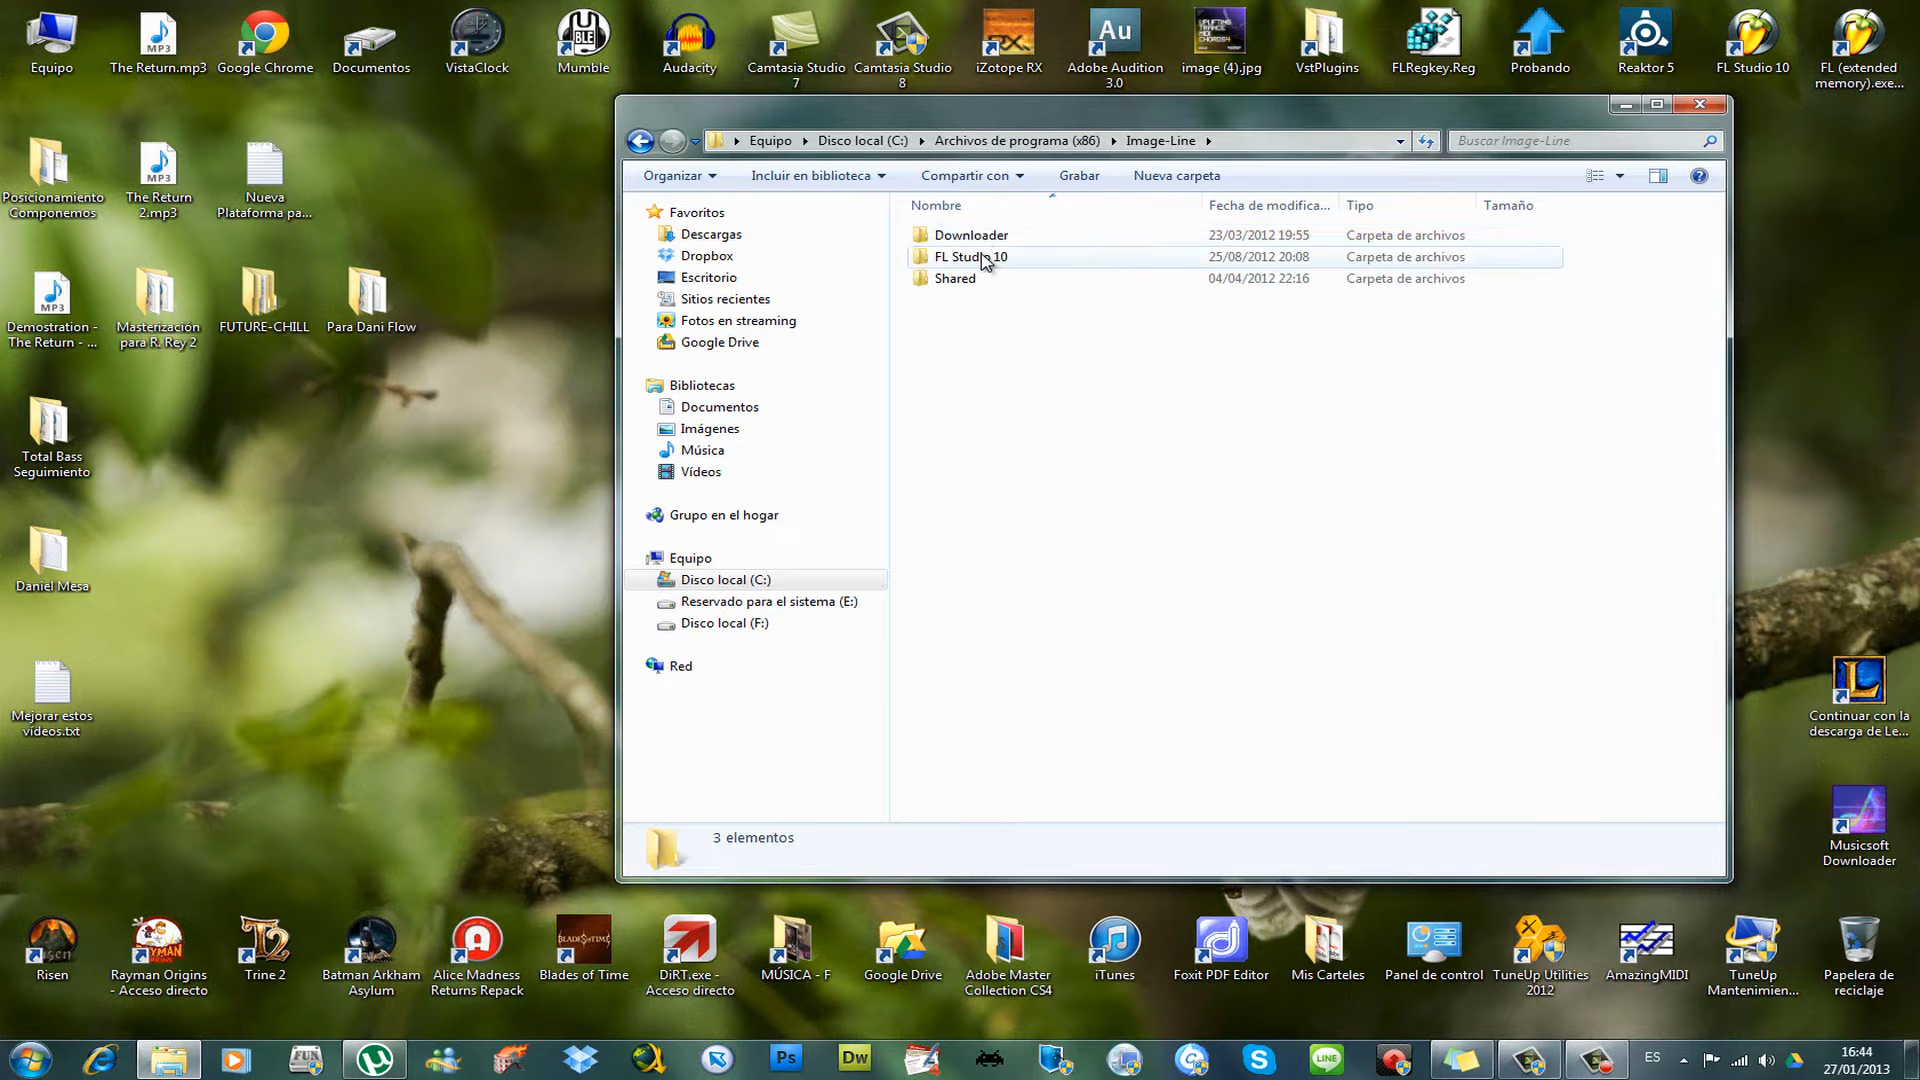 Equipo
The Return.mp3
Google Chrome
Documentos
VistaClock
Mumble
Audacity
Camtasia Studio
7
Camtasia Studio
8
iZotope RX
Adobe Audition
3.0
image (4).jpg
VstPlugins
FLRegkey.Reg
Probando
Reaktor 5
FL Studio 10
FL (extended
memory).exe...
Posicionamiento
Componemos
The Return
2.mp3
Nueva
Plataforma pa...
Demostration -
The Return - ...
Masterización
para R. Rey 2
FUTURE-CHILL
Para Dani Flow
Total Bass
Seguimiento
Daniel Mesa
Mejorar estos
vídeos.txt
Equipo
Disco local (C:)
Archivos de programa (x86)
Image-Line
Buscar Image-Line
Organizar
Incluir en biblioteca
Compartir con
Grabar
Nueva carpeta
Nombre
Fecha de modifica...
Tipo
Tamaño
Downloader 23/03/2012 19:55 Carpeta de archivos
FL Studio 10 25/08/2012 20:08 Carpeta de archivos
Shared 04/04/2012 22:16 Carpeta de archivos
Favoritos
Descargas
Dropbox
Escritorio
Sitios recientes
Fotos en streaming
Google Drive
Bibliotecas
Documentos
Imágenes
Música
Vídeos
Grupo en el hogar
Equipo
Disco local (C:)
Reservado para el sistema (E:)
Disco local (F:)
Red
3 elementos
Continuar con la
descarga de Le...
Musicsoft
Downloader
Risen
Rayman Origins
- Acceso directo
Trine 2
Batman Arkham
Asylum
Alice Madness
Returns Repack
Blades of Time
DiRT.exe -
Acceso directo
MÚSICA - F
Google Drive
Adobe Master
Collection CS4
iTunes
Foxit PDF Editor
Mis Carteles
Panel de control
TuneUp Utilities
2012
AmazingMIDI
TuneUp
Mantenimien...
Papelera de
reciclaje
FUN
Ps
Dw
LINE
ES
16:44
27/01/2013